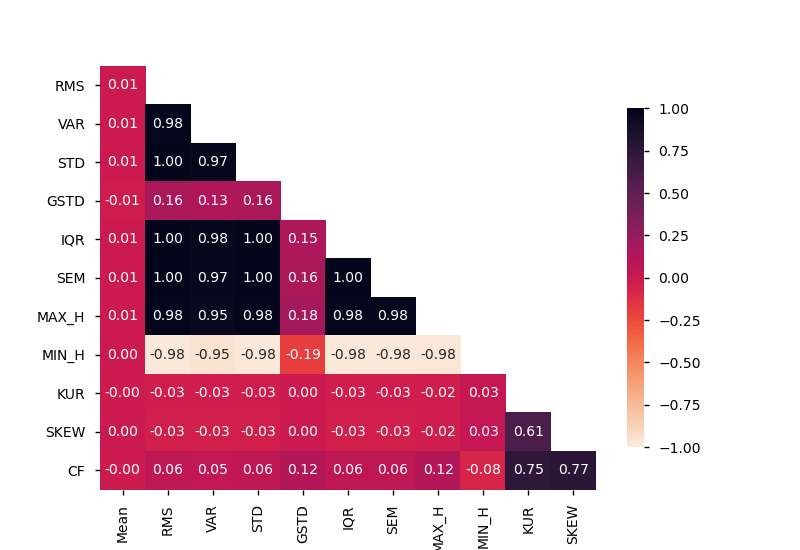 RMS 0.01
VAR 0.01 0.98
STD 0.01 1.00 0.97
GSTD -0.01 0.16 0.13 0.16
IQR 0.01 1.00 0.98 1.00 0.15
SEM 0.01 1.00 0.97 1.00 0.16 1.00
MAX_H 0.01 0.98 0.95 0.98 0.18 0.98 0.98
MIN_H 0.00 -0.98 -0.95 -0.98 -0.19 -0.98 -0.98 -0.98
KUR -0.00 -0.03 -0.03 -0.03 0.00 -0.03 -0.03 -0.02 0.03
SKEW 0.00 -0.03 -0.03 -0.03 0.00 -0.03 -0.03 -0.02 0.03 0.61
CF -0.00 0.06 0.05 0.06 0.12 0.06 0.06 0.12 -0.08 0.75 0.77
Mean RMS VAR STD GSTD IQR SEM MAX_H MIN_H KUR SKEW
1.00
0.75
0.50
0.25
0.00
−0.25
−0.50
−0.75
−1.00